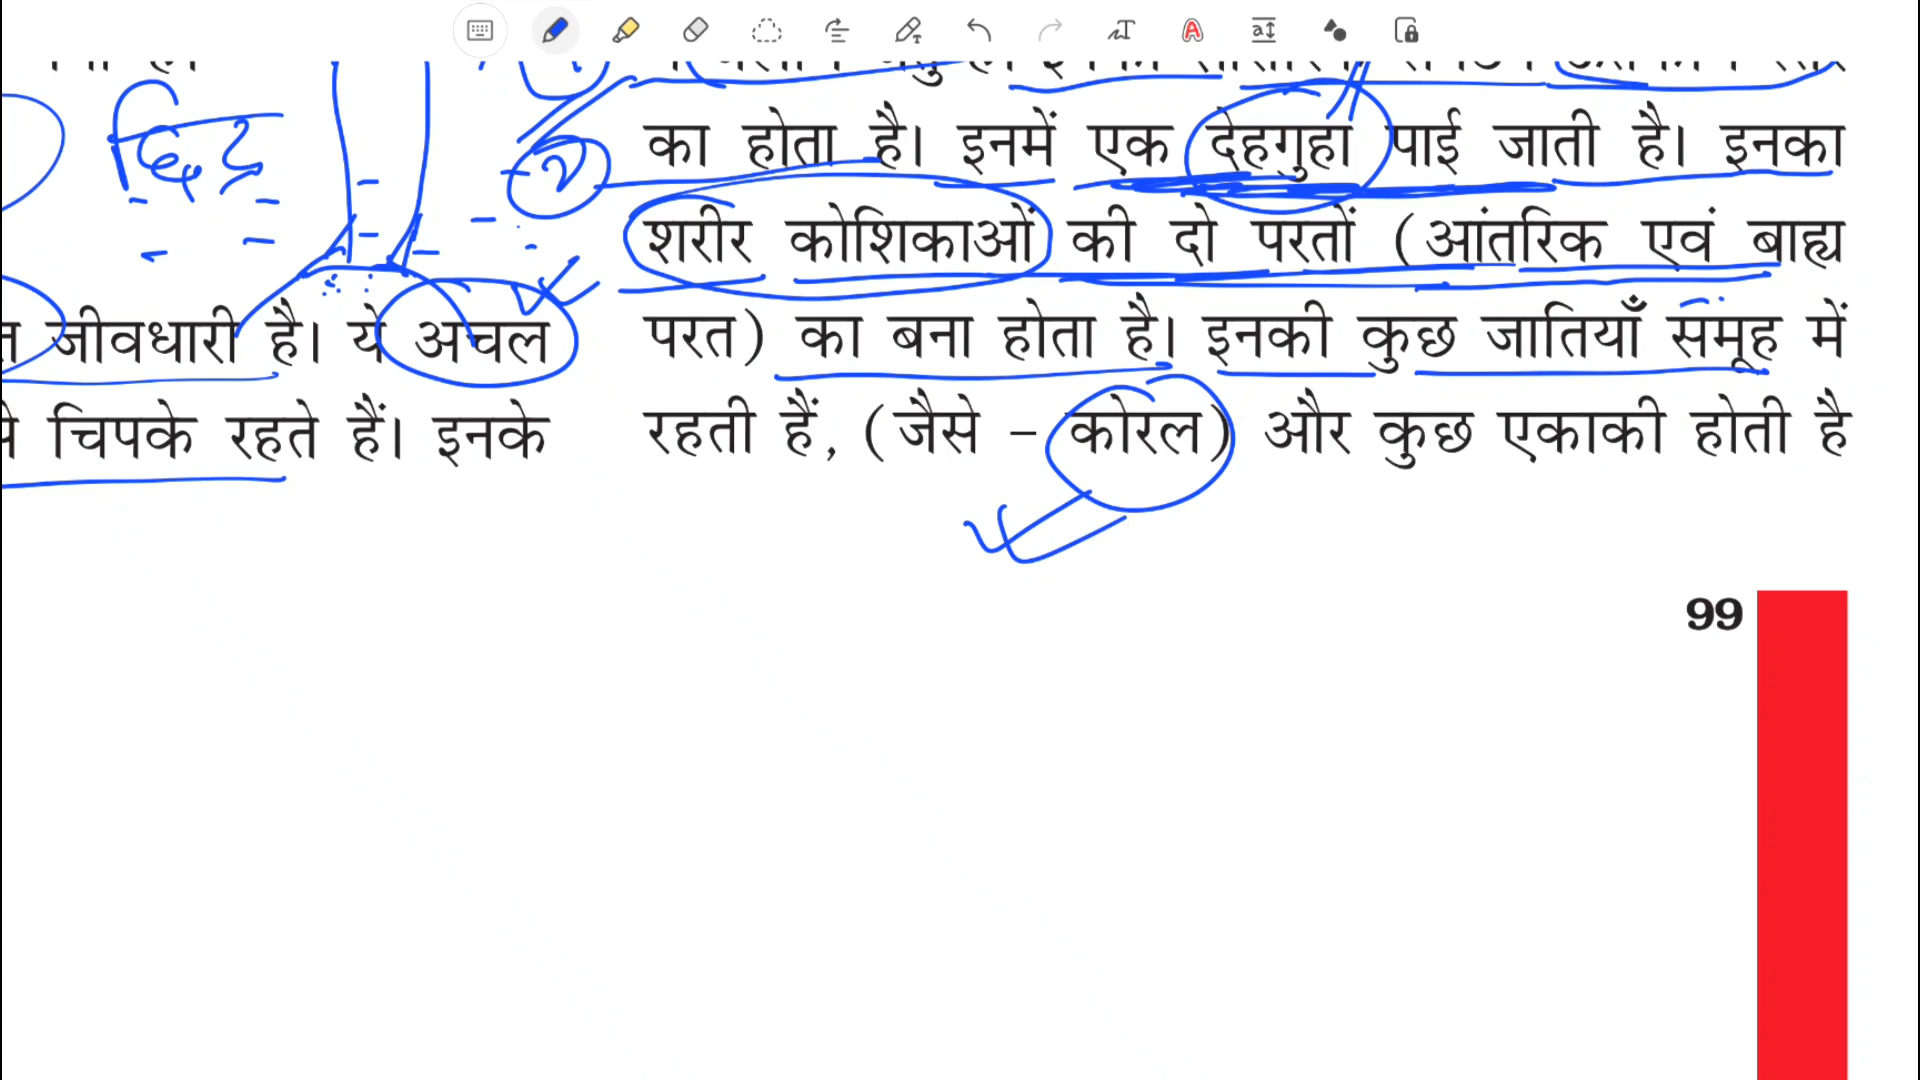 छिद्र
जीवधारी है। ये अचल
चिपके रहते हैं। इनके
का होता है। इनमें एक देहगुहा पाई जाती है। इनका
शरीर कोशिकाओं की दो परतों (आंतरिक एवं बाह्य
परत) का बना होता है। इनकी कुछ जातियाँ समूह में
रहती हैं, (जैसे – कोरल) और कुछ एकाकी होती है
99